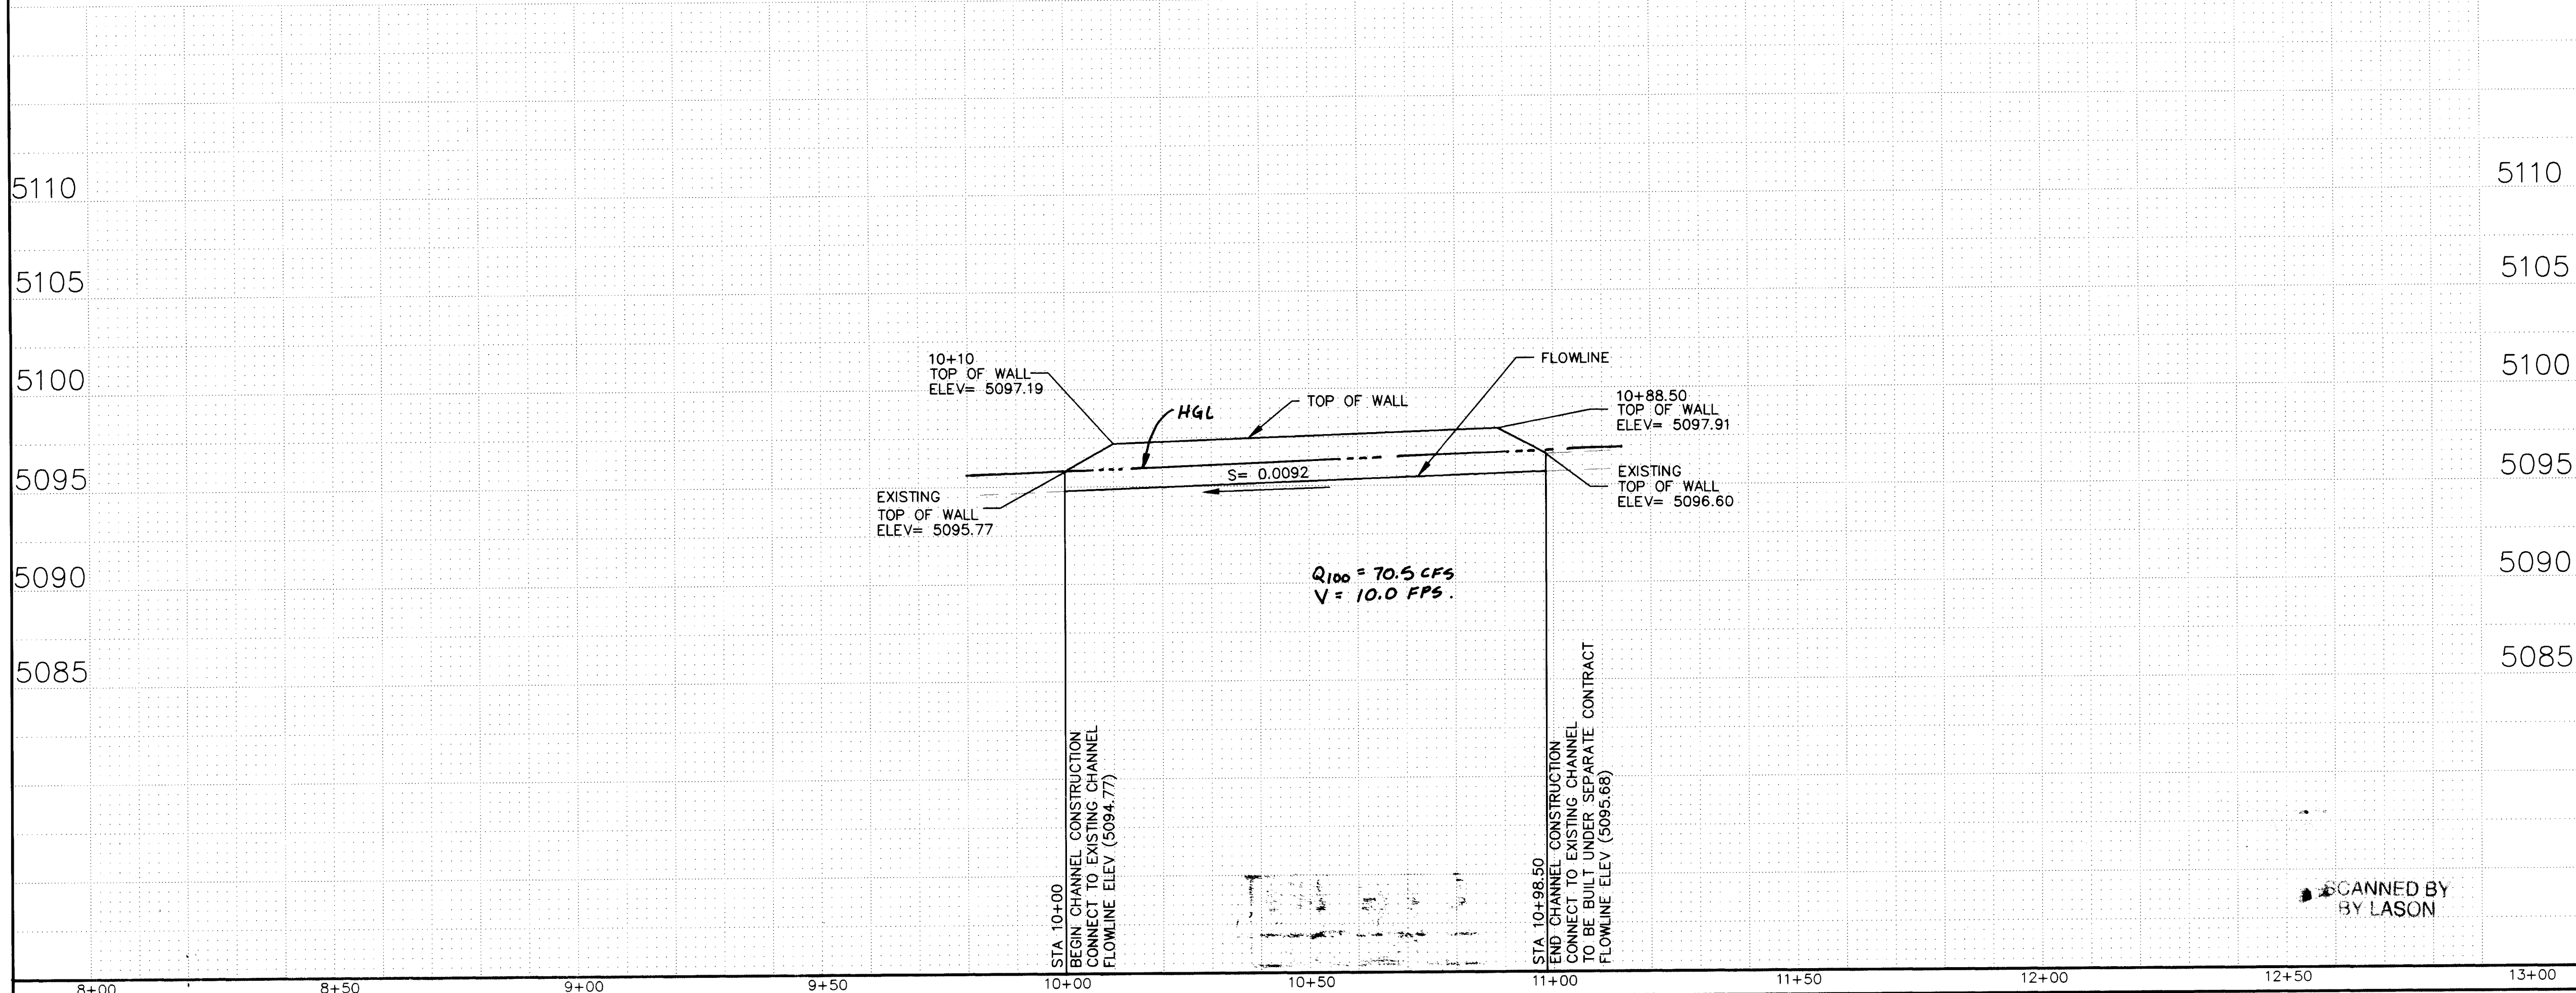 5110
5110
5105
5105
5100
5100
5095
5095
5090
5090
5085
5085
10+10
TOP OF WALL
ELEV= 5097.19
HGL
TOP OF WALL
FLOWLINE
10+88.50
TOP OF WALL
ELEV= 5097.91
S= 0.0092
EXISTING
TOP OF WALL
ELEV= 5095.77
EXISTING
TOP OF WALL
ELEV= 5096.60
Q100 = 70.5 CFS
V = 10.0 FPS.
STA 10+00
BEGIN CHANNEL CONSTRUCTION
CONNECT TO EXISTING CHANNEL
FLOWLINE ELEV (5094.77)
STA 10+98.50
END CHANNEL CONSTRUCTION
CONNECT TO EXISTING CHANNEL
TO BE BUILT UNDER SEPARATE CONTRACT
FLOWLINE ELEV (5095.68)
SCANNED BY
BY LASON
8+00
8+50
9+00
9+50
10+00
10+50
11+00
11+50
12+00
12+50
13+00